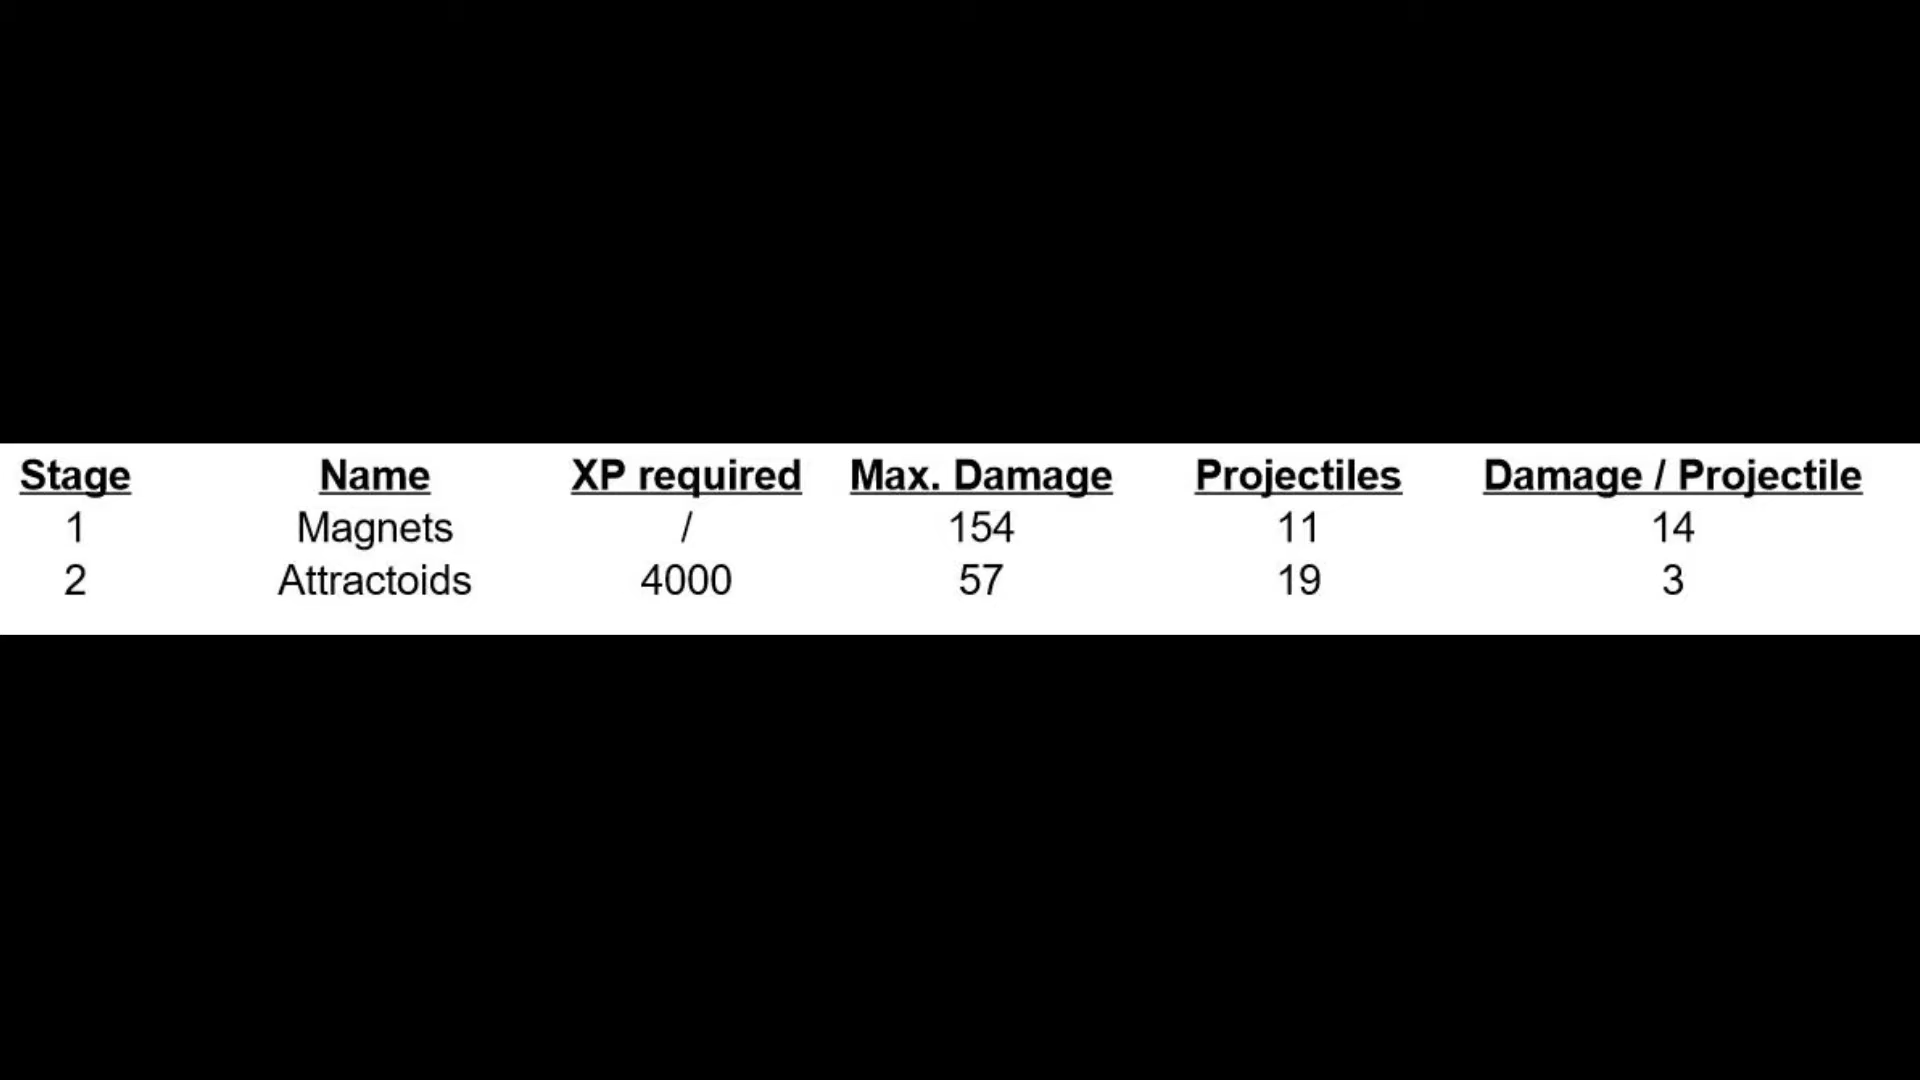 Stage Name XP required Max. Damage Projectiles Damage / Projectile
1 Magnets / 154 11 14
2 Attractoids 4000 57 19 3